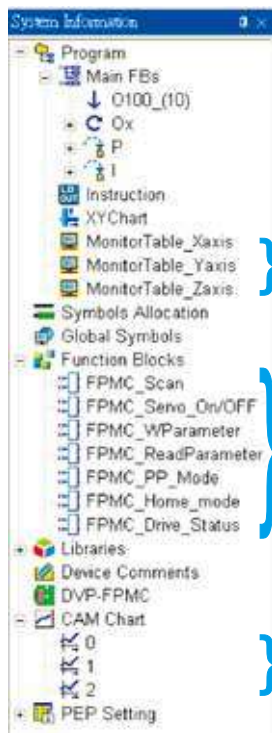 System Information
Program
Main FBs
O100_(10)
Ox
P
I
Instruction
XYChart
MonitorTable_Xaxis
MonitorTable_Yaxis
MonitorTable_Zaxis
Symbols Allocation
Global Symbols
Function Blocks
FPMC_Scan
FPMC_Servo_On/OFF
FPMC_WParameter
FPMC_ReadParameter
FPMC_PP_Mode
FPMC_Home_mode
FPMC_Drive_Status
Libraries
Device Comments
DVP-FPMC
CAM Chart
0
1
2
PEP Setting